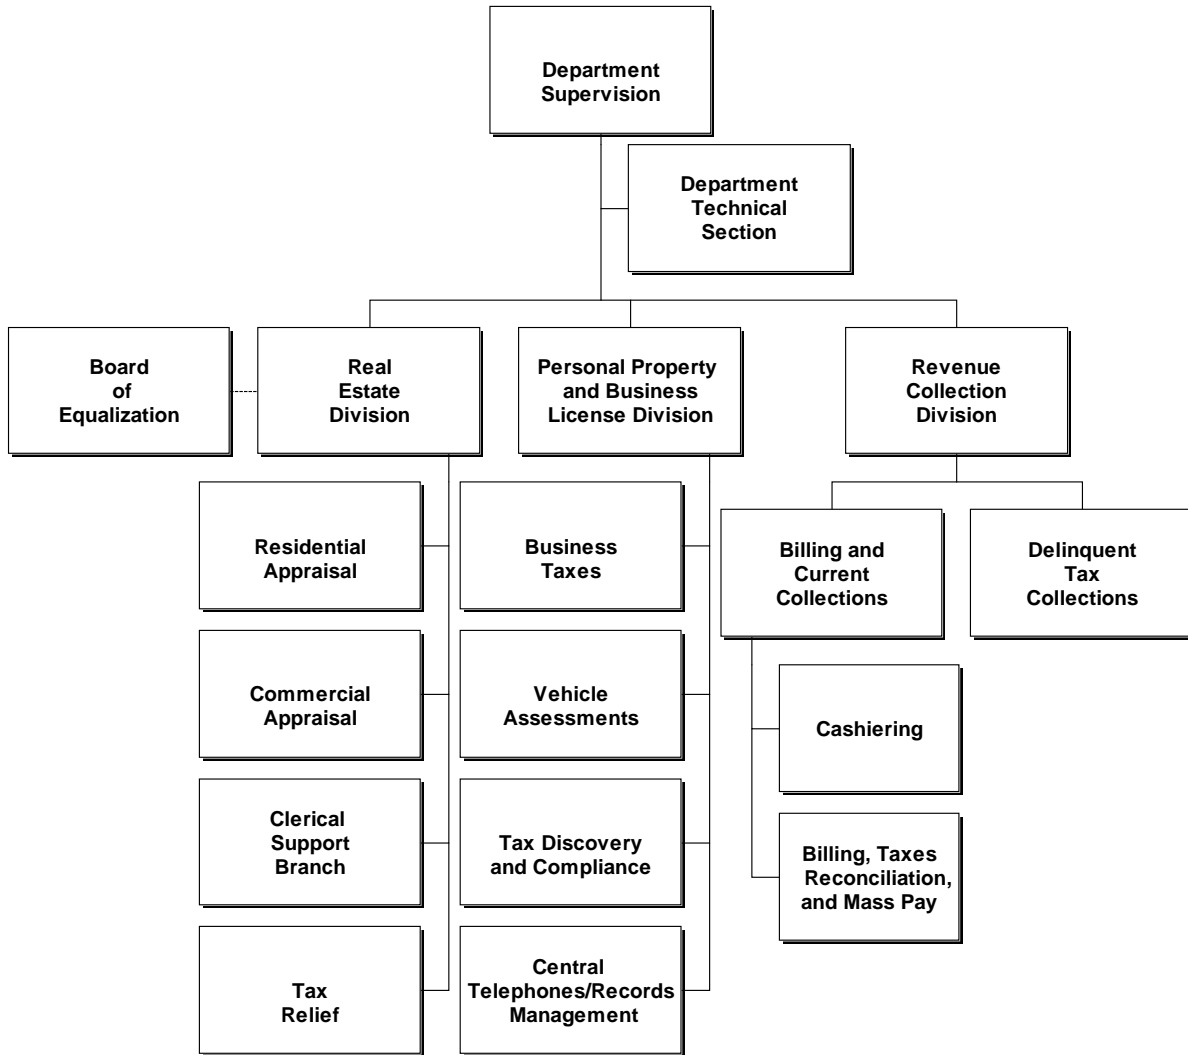 Department
Supervision
Department
Technical
Section
Board
of
Equalization
Real
Estate
Division
Personal Property
and Business
License Division
Revenue
Collection
Division
Residential
Appraisal
Business
Taxes
Billing and
Current
Collections
Delinquent
Tax
Collections
Commercial
Appraisal
Vehicle
Assessments
Cashiering
Clerical
Support
Branch
Tax Discovery
and Compliance
Billing, Taxes
Reconciliation,
and Mass Pay
Tax
Relief
Central
Telephones/Records
Management